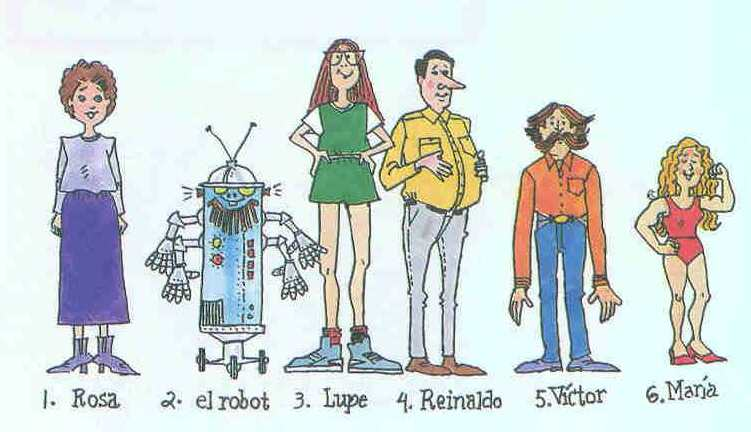 1. Rosa 2. el robot 3. Lupe 4. Reinaldo 5. Víctor 6. María